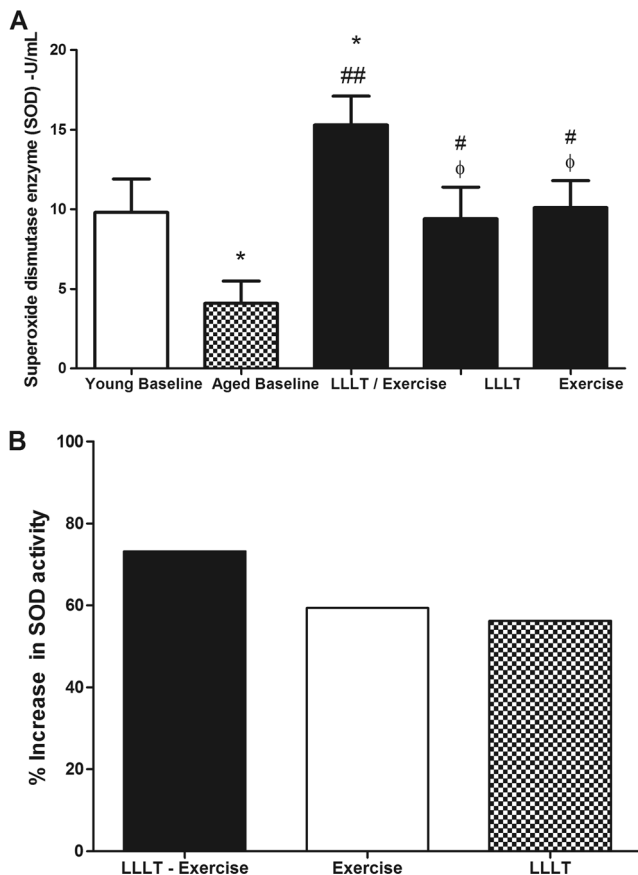 A
Superoxide dismutase enzyme (SOD) -U/mL
20
15
10
5
0
*
*
##
#
ϕ
#
ϕ
Young Baseline Aged Baseline LLLT / Exercise LLLT Exercise
B
% Increase in SOD activity
100
80
60
40
20
0
LLLT - Exercise Exercise LLLT